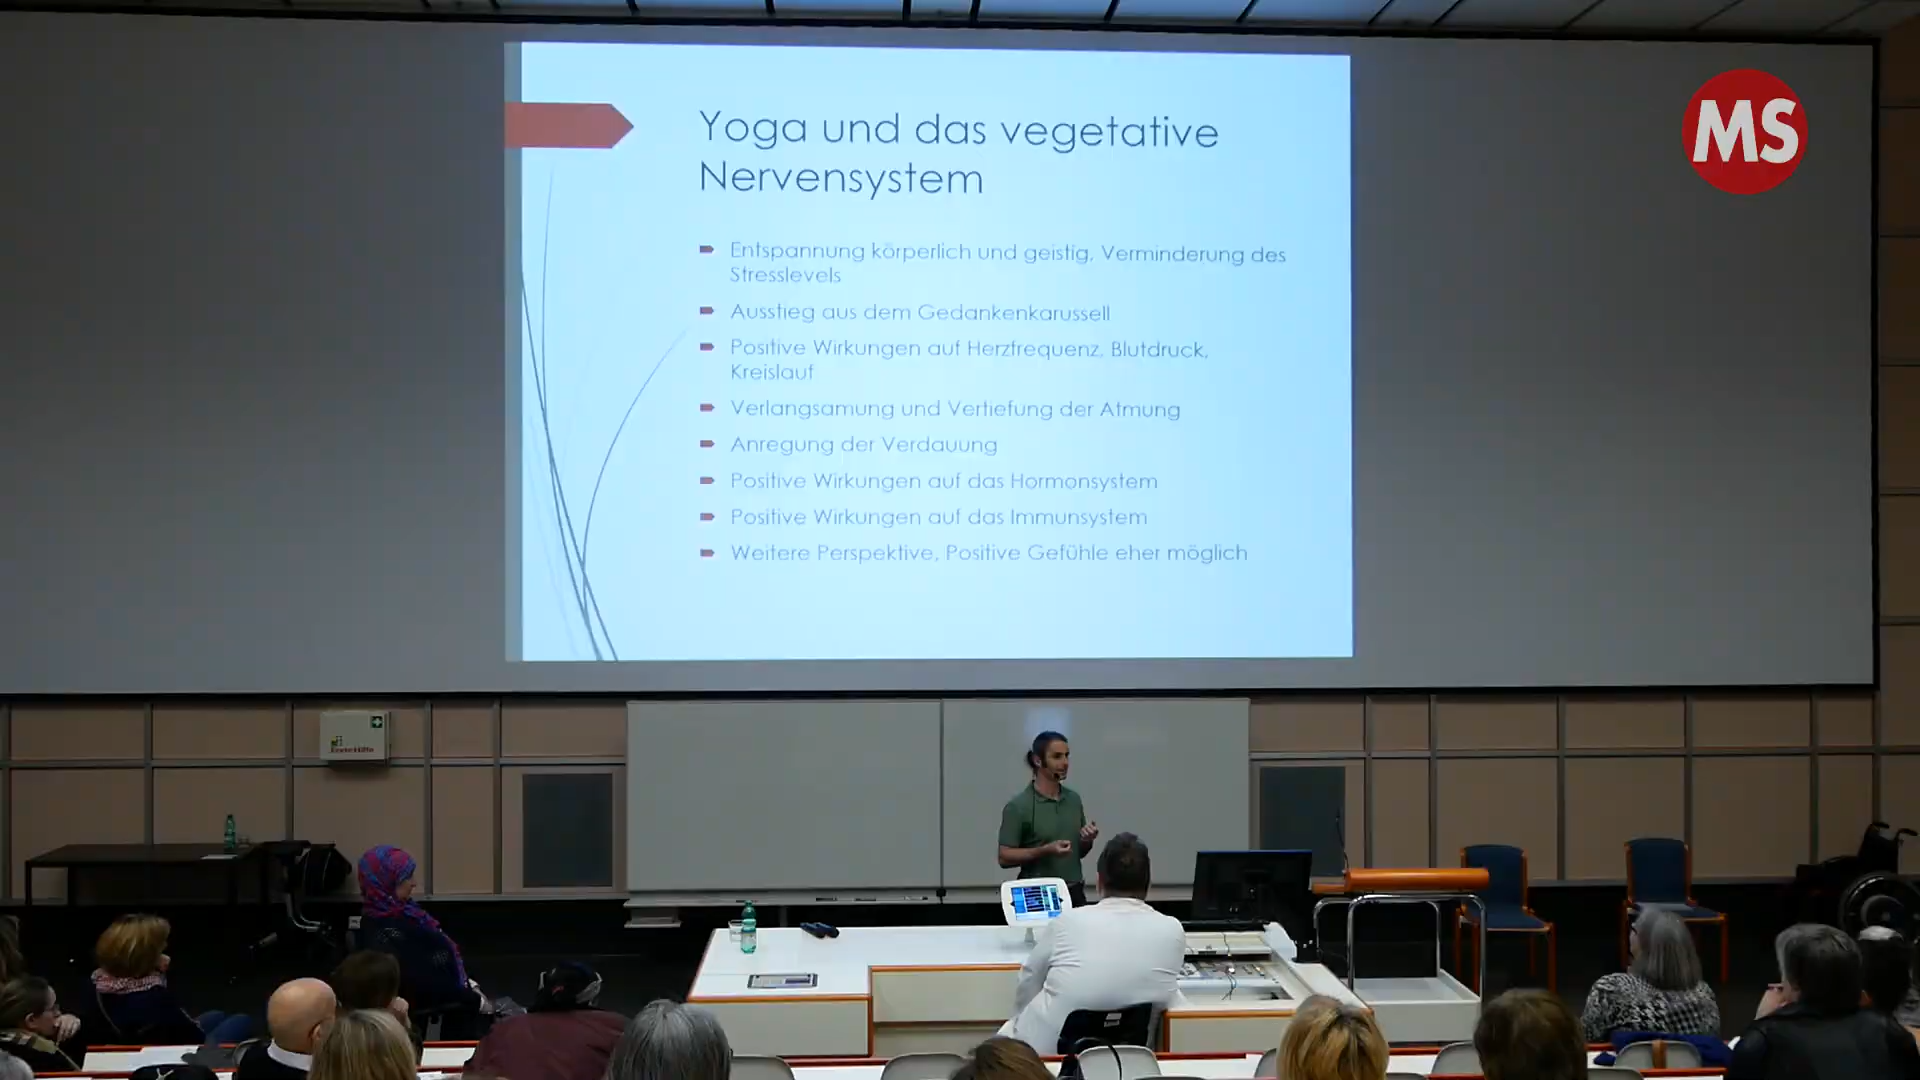 Yoga und das vegetative
Nervensystem
Entspannung körperlich und geistig, Verminderung des
Stresslevels
Ausstieg aus dem Gedankenkarussell
Positive Wirkungen auf Herzfrequenz, Blutdruck,
Kreislauf
Verlangsamung und Vertiefung der Atmung
Anregung der Verdauung
Positive Wirkungen auf das Hormonsystem
Positive Wirkungen auf das Immunsystem
Weitere Perspektive, Positive Gefühle eher möglich
MS
Erste Hilfe